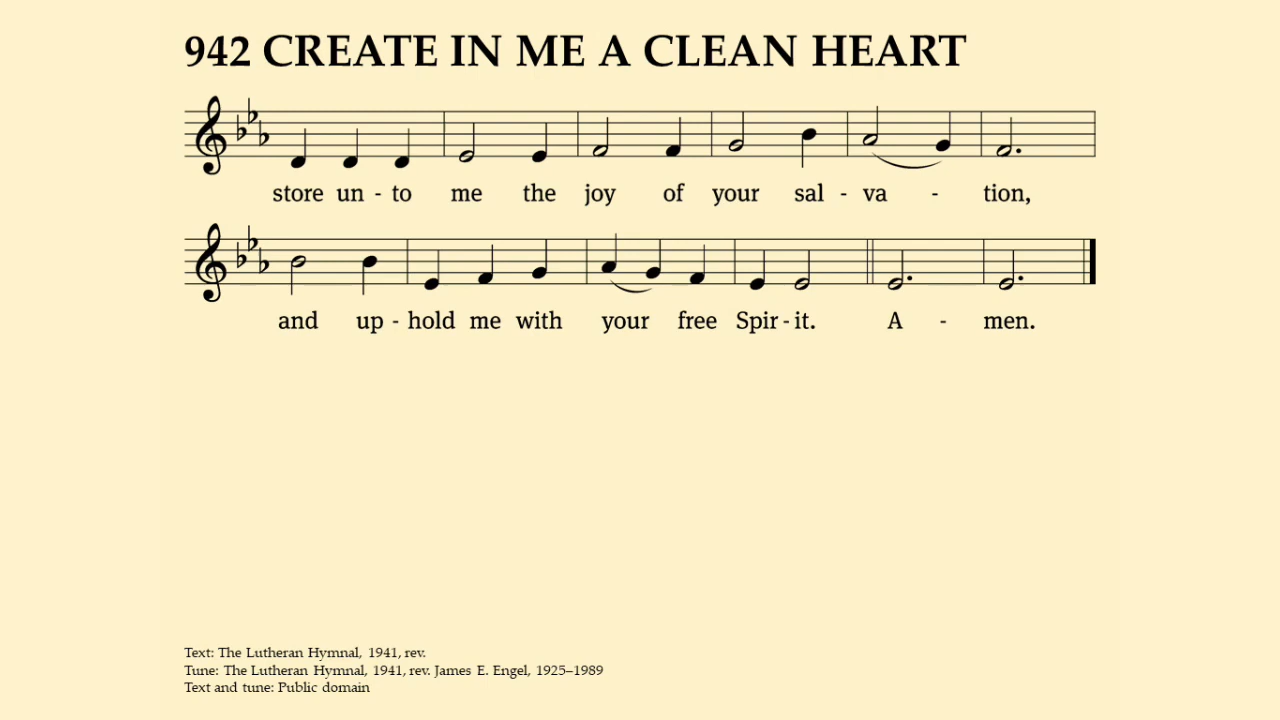 942 CREATE IN ME A CLEAN HEART
store un - to me the joy of your sal - va - tion,
and up - hold me with your free Spir - it. A - men.
Text: The Lutheran Hymnal, 1941, rev.
Tune: The Lutheran Hymnal, 1941, rev. James E. Engel, 1925–1989
Text and tune: Public domain